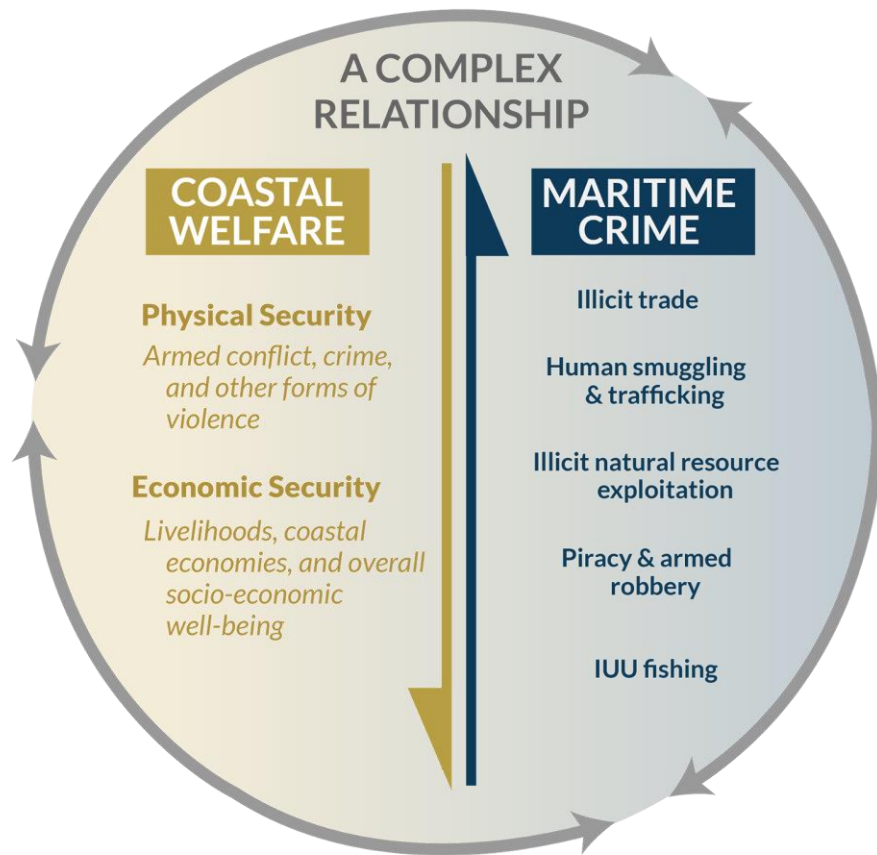 A COMPLEX
RELATIONSHIP
COASTAL
WELFARE
Physical Security
Armed conflict, crime,
and other forms of
violence
Economic Security
Livelihoods, coastal
economies, and overall
socio-economic
well-being
MARITIME
CRIME
Illicit trade
Human smuggling
& trafficking
Illicit natural resource
exploitation
Piracy & armed
robbery
IUU fishing